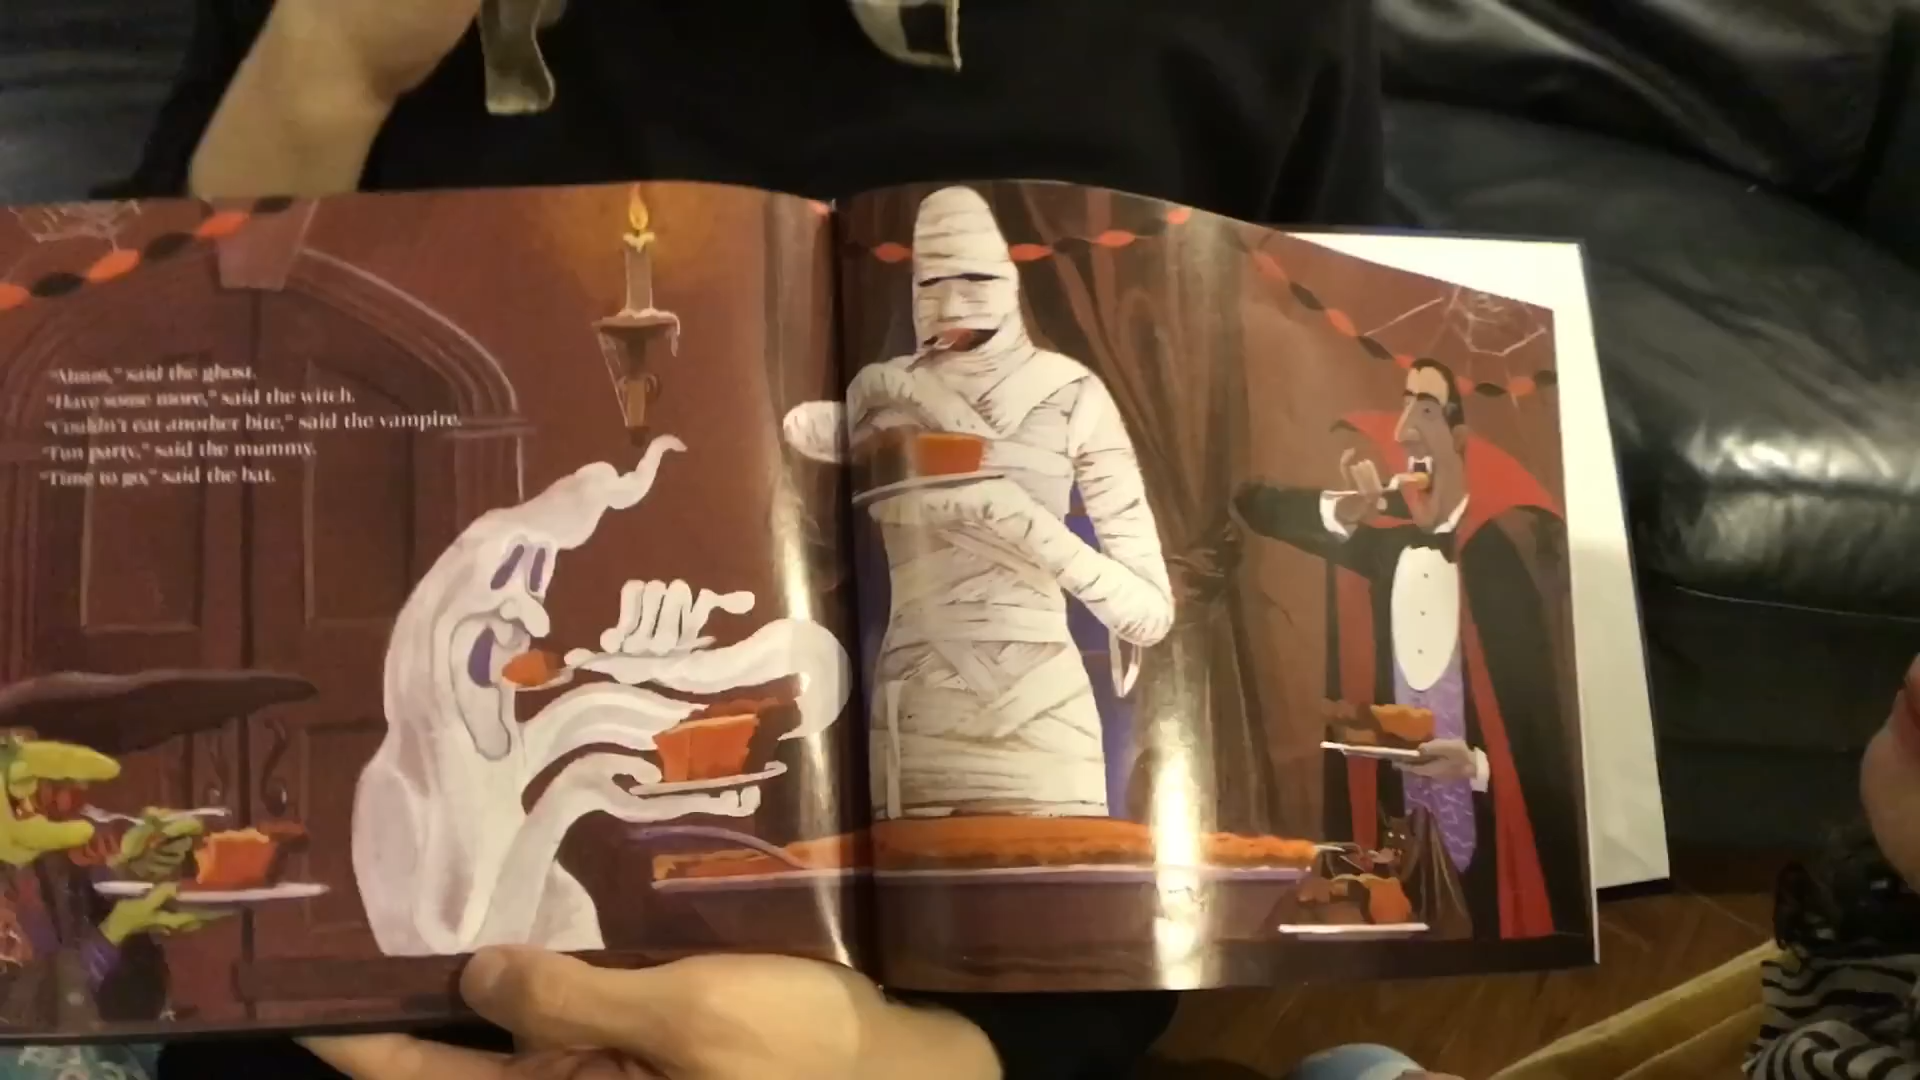 "Mmm," said the ghost.
"Have some more," said the witch.
"Couldn't eat another bite," said the vampire.
"Fun party," said the mummy.
"Time to go," said the bat.